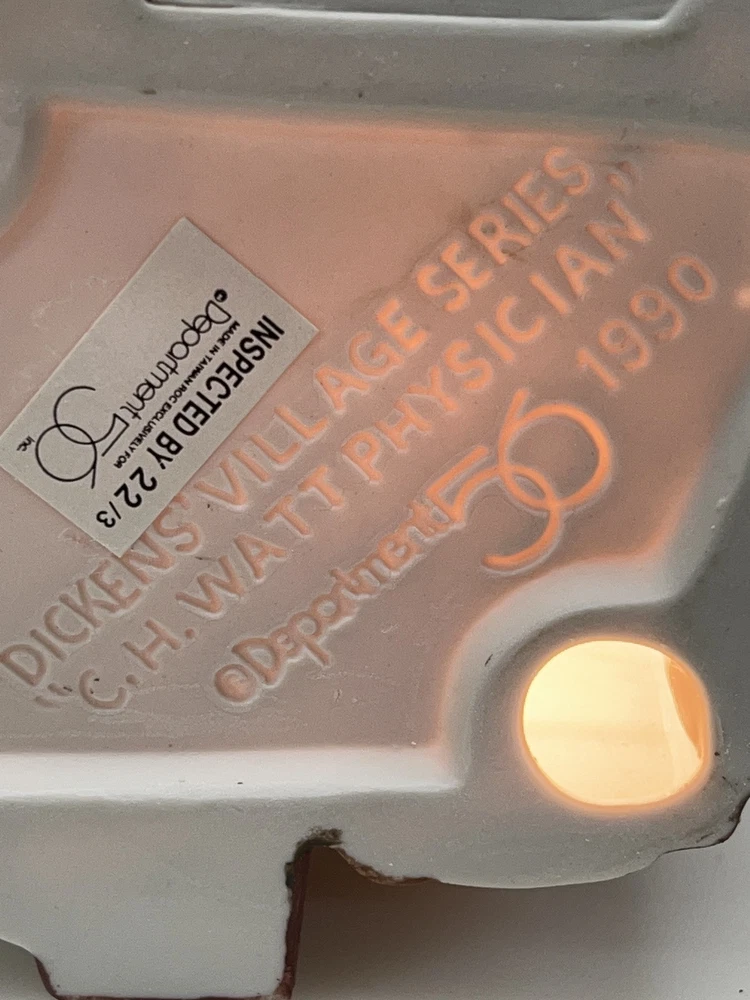 DICKENS' VILLAGE SERIES
"C. H. WATT PHYSICIAN"
©Department 56 1990
INSPECTED BY 22/3
MADE IN TAIWAN ROC EXCLUSIVELY FOR
©Department 56 Inc.